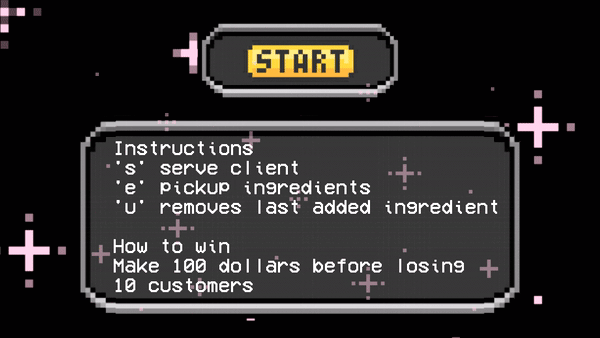 START
Instructions
's' serve client
'e' pickup ingredients
'u' removes last added ingredient
How to win
Make 100 dollars before losing
10 customers